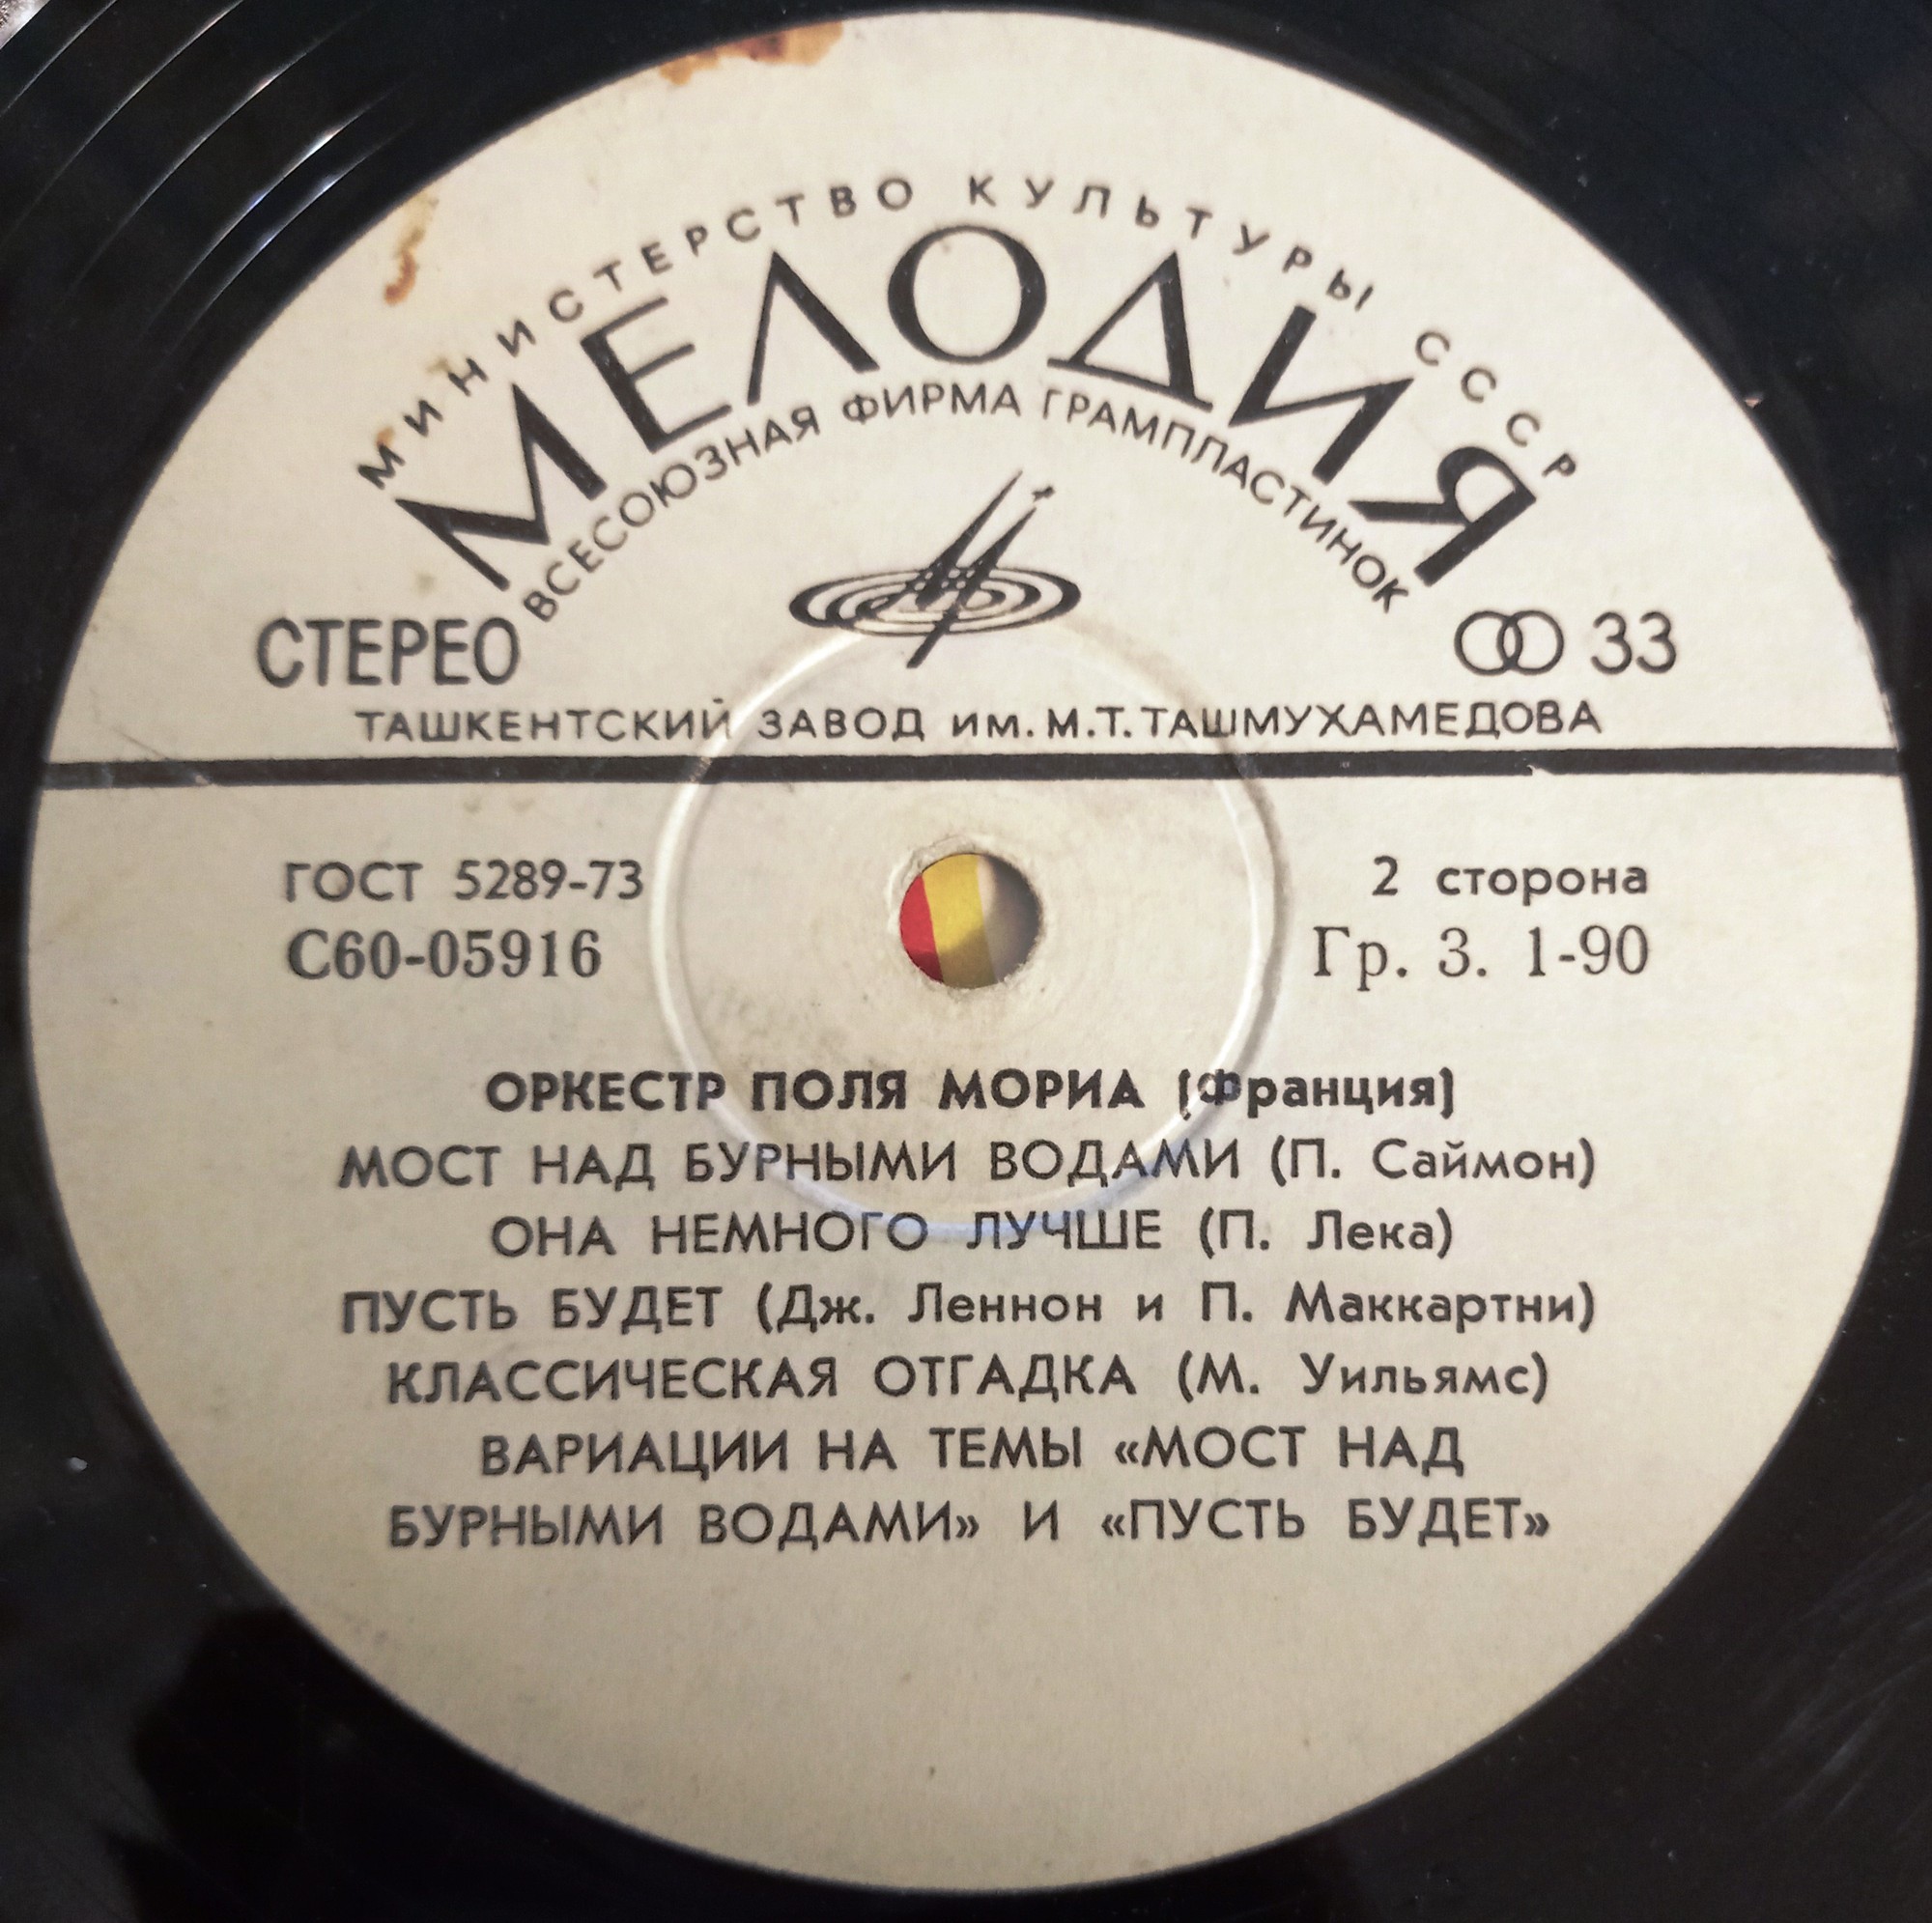 МИНИСТЕРСТВО КУЛЬТУРЫ СССР
МЕЛОДИЯ
ВСЕСОЮЗНАЯ ФИРМА ГРАМПЛАСТИНОК
СТЕРЕО 33
ТАШКЕНТСКИЙ ЗАВОД им. М.Т. ТАШМУХАМЕДОВА
ГОСТ 5289-73 2 сторона
С60-05916 Гр. 3. 1-90
ОРКЕСТР ПОЛЯ МОРИА (Франция)
МОСТ НАД БУРНЫМИ ВОДАМИ (П. Саймон)
ОНА НЕМНОГО ЛУЧШЕ (П. Лека)
ПУСТЬ БУДЕТ (Дж. Леннон и П. Маккартни)
КЛАССИЧЕСКАЯ ОТГАДКА (М. Уильямс)
ВАРИАЦИИ НА ТЕМЫ «МОСТ НАД
БУРНЫМИ ВОДАМИ» И «ПУСТЬ БУДЕТ»